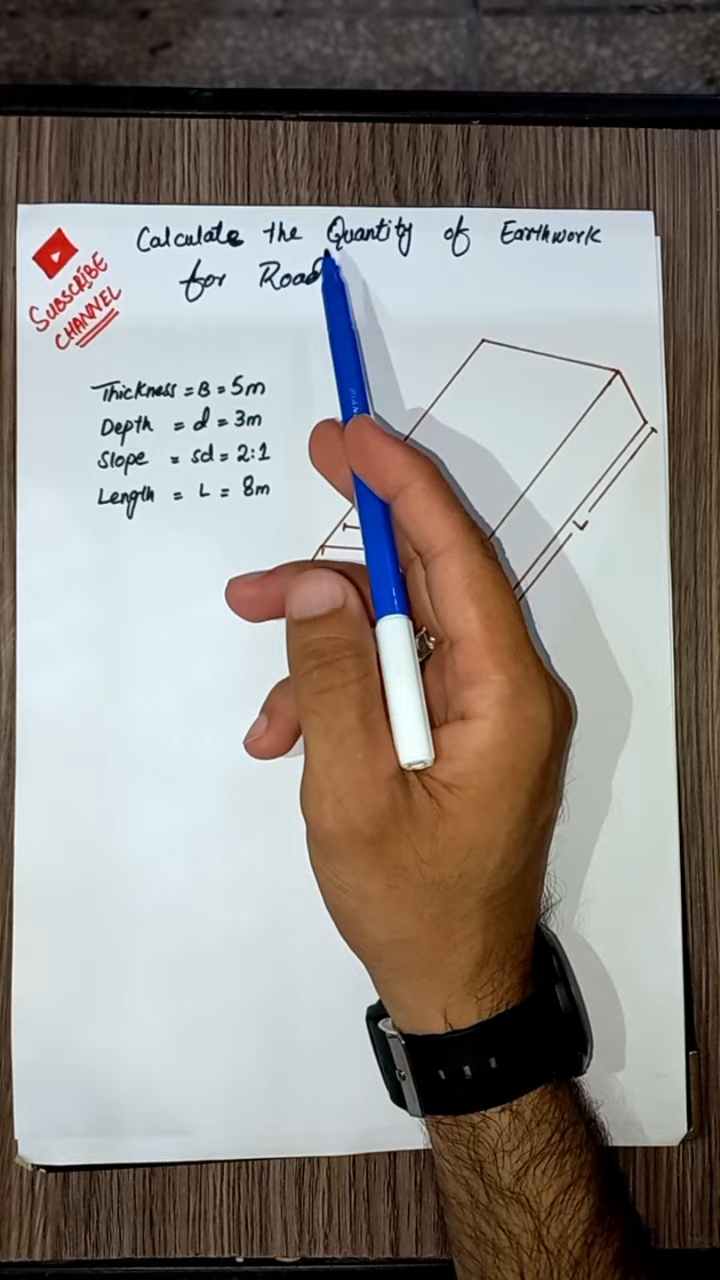 Calculate the Quantity of Earthwork
for Road
SUBSCRIBE
CHANNEL
Thickness = B = 5m
Depth = d = 3m
Slope = sd = 2:1
Length = L = 8m
L